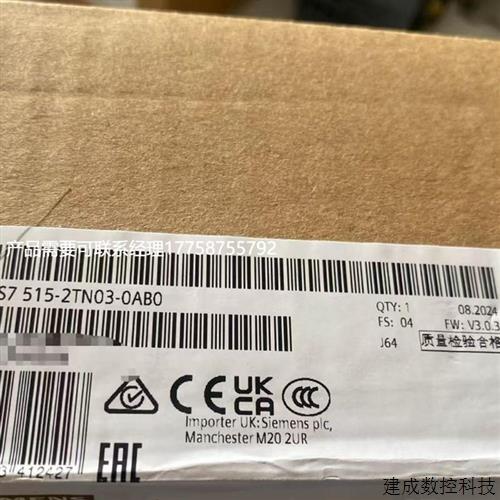 产品需要可联系经理17758755792
S7 515-2TN03-0AB0
QTY: 1
08.2024
FS: 04
FW: V3.0.3
J64
质量检验合格
CE
UK
CA
CCC
Importer UK: Siemens plc,
Manchester M20 2UR
EAC
建成数控科技